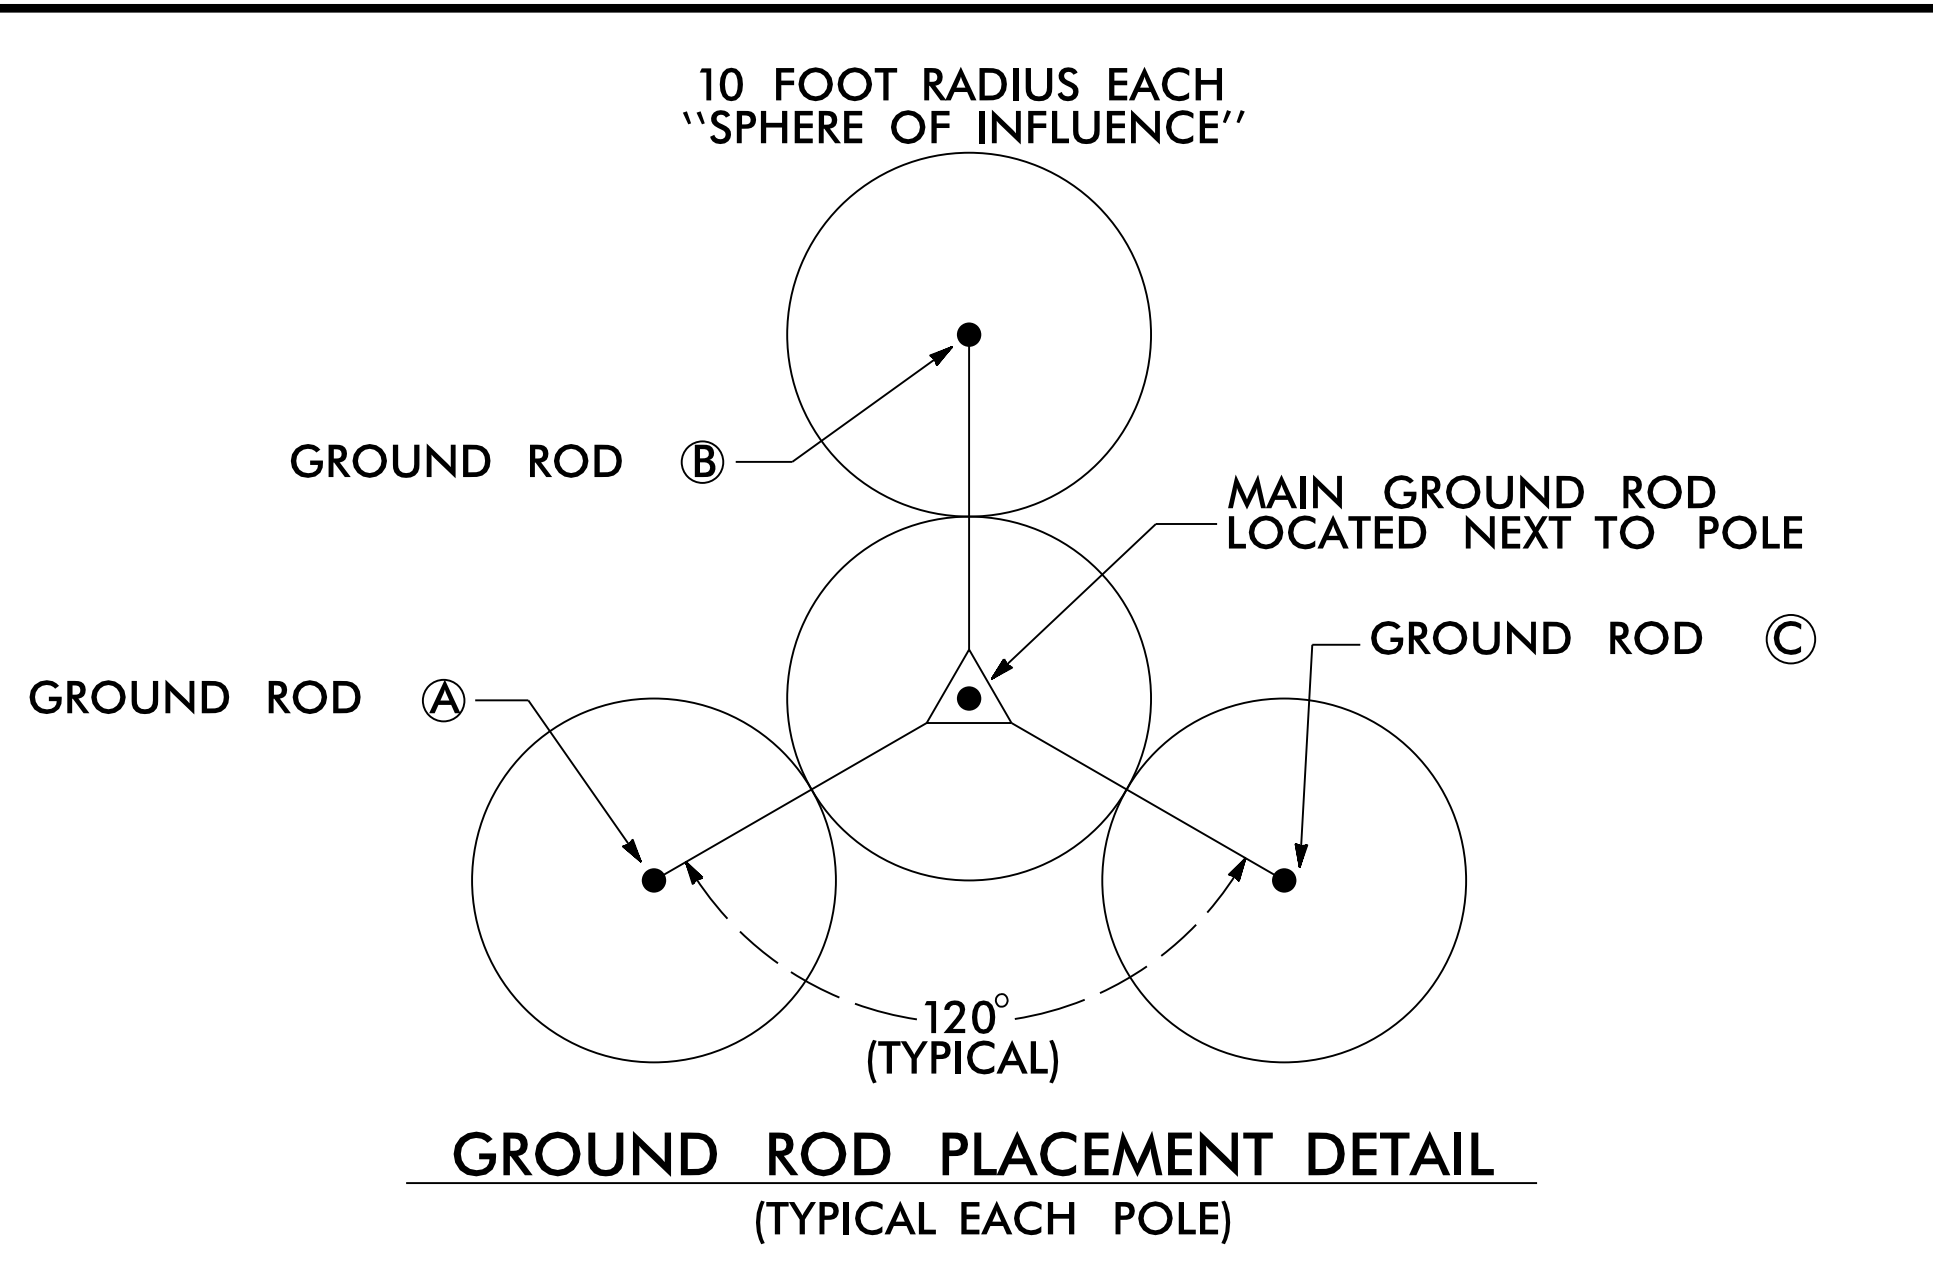 10 FOOT RADIUS EACH
``SPHERE OF INFLUENCE''
GROUND ROD B
MAIN GROUND ROD
LOCATED NEXT TO POLE
GROUND ROD C
GROUND ROD A
120°
(TYPICAL)
GROUND ROD PLACEMENT DETAIL
(TYPICAL EACH POLE)